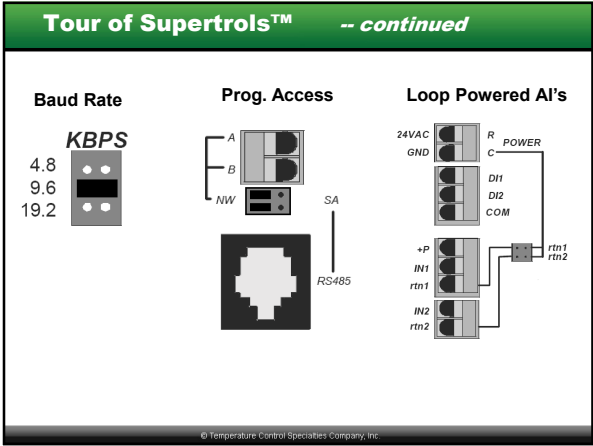 Tour of Supertrols™ -- continued
Baud Rate
KBPS
4.8
9.6
19.2
Prog. Access
A
B
NW
SA
RS485
Loop Powered AI's
24VAC R
POWER
GND C
DI1
DI2
COM
+P
IN1
rtn1
rtn1
rtn2
IN2
rtn2
© Temperature Control Specialties Company, Inc.